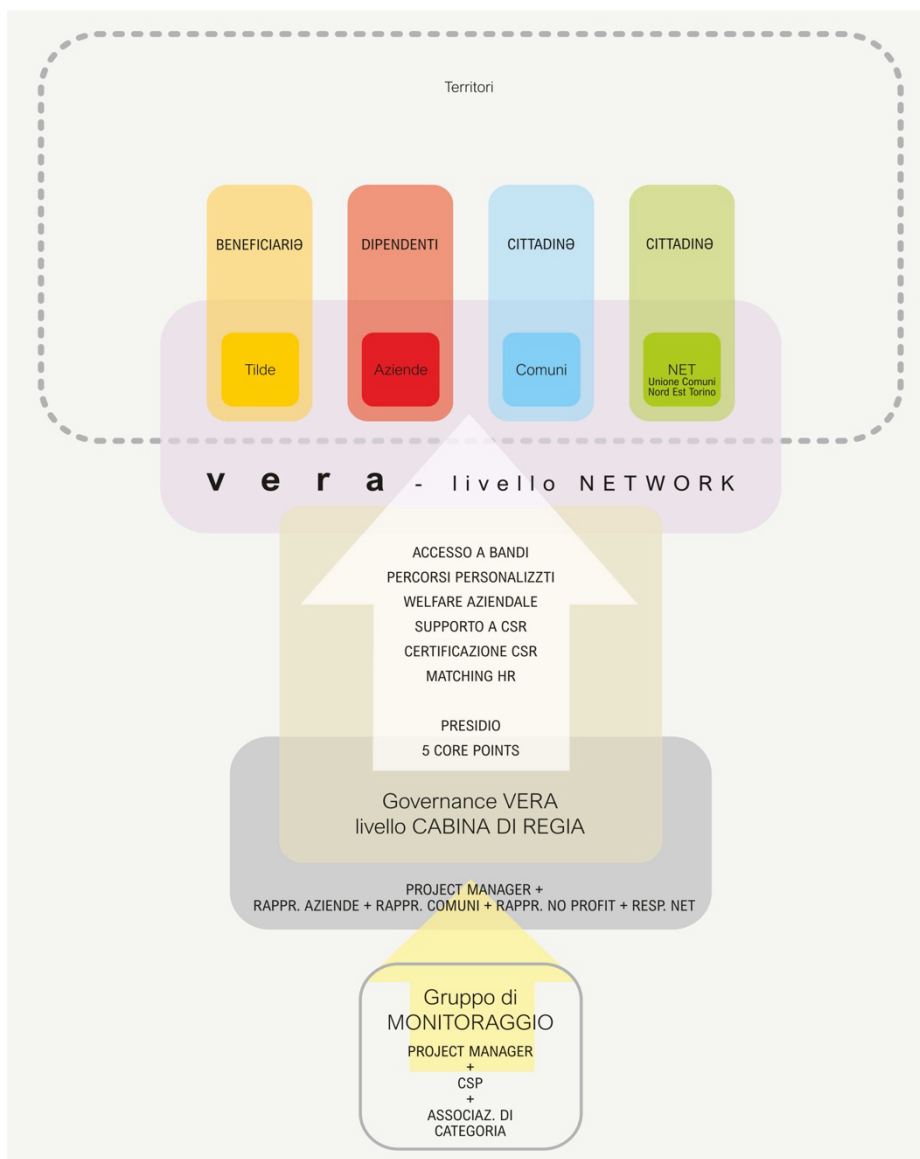 Territori
BENEFICIARIƏ
DIPENDENTI
CITTADINƏ
CITTADINƏ
Tilde
Aziende
Comuni
NET
Unione Comuni
Nord Est Torino
vera - livello NETWORK
ACCESSO A BANDI
PERCORSI PERSONALIZZTI
WELFARE AZIENDALE
SUPPORTO A CSR
CERTIFICAZIONE CSR
MATCHING HR
PRESIDIO
5 CORE POINTS
Governance VERA
livello CABINA DI REGIA
PROJECT MANAGER +
RAPPR. AZIENDE + RAPPR. COMUNI + RAPPR. NO PROFIT + RESP. NET
Gruppo di
MONITORAGGIO
PROJECT MANAGER
+
CSP
+
ASSOCIAZ. DI
CATEGORIA